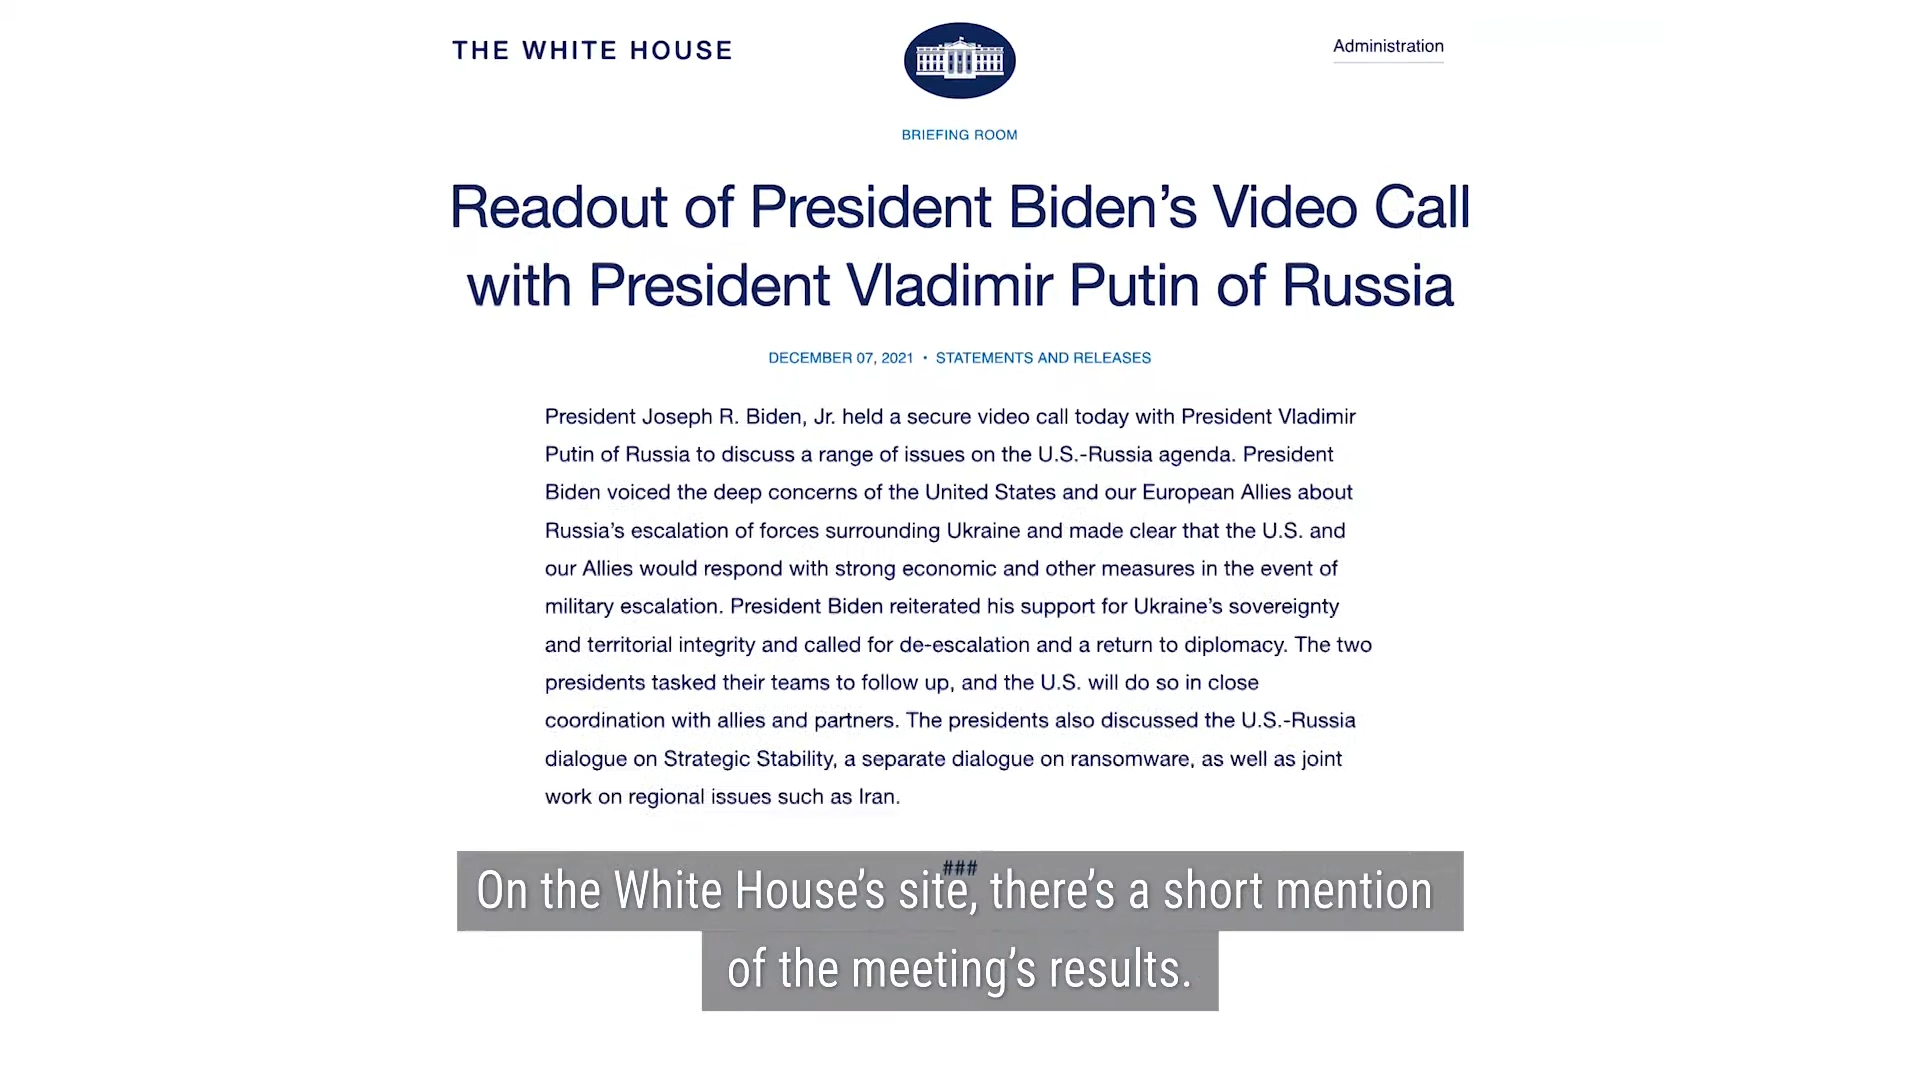 THE WHITE HOUSE
Administration
BRIEFING ROOM
Readout of President Biden’s Video Call
with President Vladimir Putin of Russia
DECEMBER 07, 2021 • STATEMENTS AND RELEASES
President Joseph R. Biden, Jr. held a secure video call today with President Vladimir
Putin of Russia to discuss a range of issues on the U.S.-Russia agenda. President
Biden voiced the deep concerns of the United States and our European Allies about
Russia’s escalation of forces surrounding Ukraine and made clear that the U.S. and
our Allies would respond with strong economic and other measures in the event of
military escalation. President Biden reiterated his support for Ukraine’s sovereignty
and territorial integrity and called for de-escalation and a return to diplomacy. The two
presidents tasked their teams to follow up, and the U.S. will do so in close
coordination with allies and partners. The presidents also discussed the U.S.-Russia
dialogue on Strategic Stability, a separate dialogue on ransomware, as well as joint
work on regional issues such as Iran.
###
On the White House’s site, there’s a short mention
of the meeting’s results.